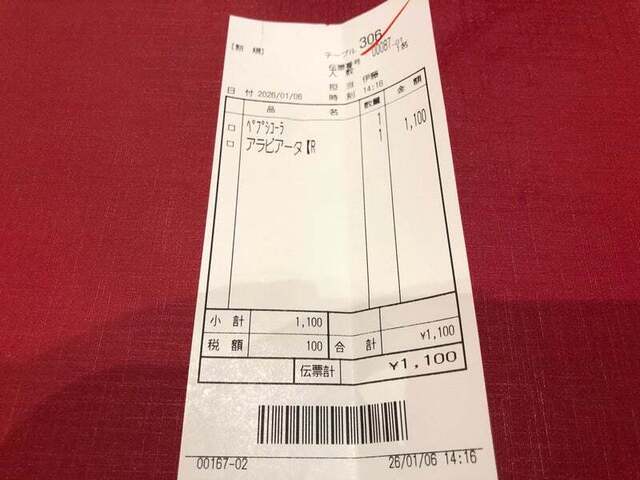 [新 規]
テーブル 306
伝票番号 00087-01
人 数 1名
担 当 伊藤
日 付 2026/01/06 時 刻 14:16
品 名 数量 金 額
□ ペプシコーラ 1 1,100
□ アラビアータ【R 1
小 計 1,100 合 計 ¥1,100
税 額 100
伝票計 ¥1,100
00167-02 26/01/06 14:16